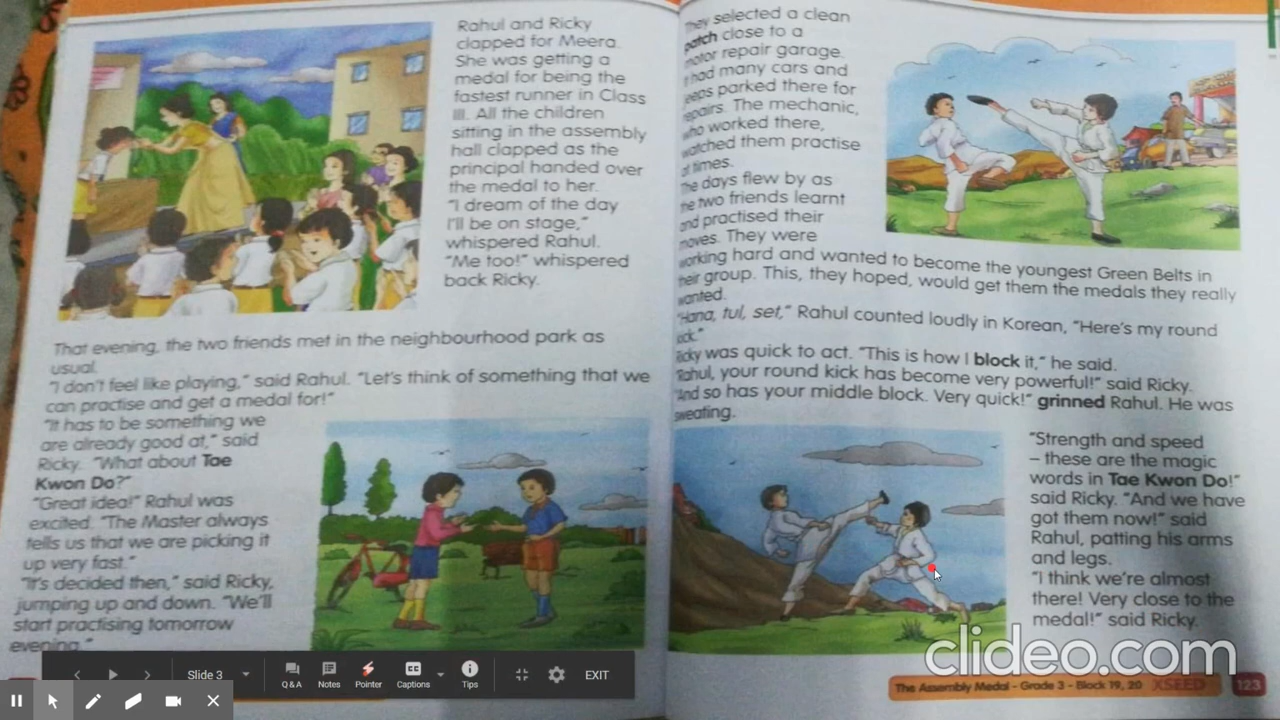 Rahul and Ricky
clapped for Meera.
She was getting a
medal for being the
fastest runner in Class
III. All the children
sitting in the assembly
hall clapped as the
principal handed over
the medal to her.
"I dream of the day
I'll be on stage,"
whispered Rahul.
"Me too!" whispered
back Ricky.
That evening, the two friends met in the neighbourhood park as
usual.
"I don't feel like playing," said Rahul. "Let's think of something that we
can practise and get a medal for!"
"It has to be something we
are already good at," said
Ricky. "What about Tae
Kwon Do?"
"Great idea!" Rahul was
excited. "The Master always
tells us that we are picking it
up very fast."
"It's decided then," said Ricky,
jumping up and down. "We'll
start practising tomorrow
evening."
They selected a clean
patch close to a
motor repair garage.
It had many cars and
jeeps parked there for
repairs. The mechanic,
who worked there,
watched them practise
at times.
The days flew by as
the two friends learnt
and practised their
moves. They were
working hard and wanted to become the youngest Green Belts in
their group. This, they hoped, would get them the medals they really
wanted.
"Hana, tul, set," Rahul counted loudly in Korean, "Here's my round
kick."
Ricky was quick to act. "This is how I block it," he said.
"Rahul, your round kick has become very powerful!" said Ricky.
"And so has your middle block. Very quick!" grinned Rahul. He was
sweating.
"Strength and speed
– these are the magic
words in Tae Kwon Do!"
said Ricky. "And we have
got them now!" said
Rahul, patting his arms
and legs.
"I think we're almost
there! Very close to the
medal!" said Ricky.
clideo.com
The Assembly Medal - Grade 3 - Block 19, 20 XSEED 123
Slide 3 Q&A Notes Pointer Captions Tips EXIT